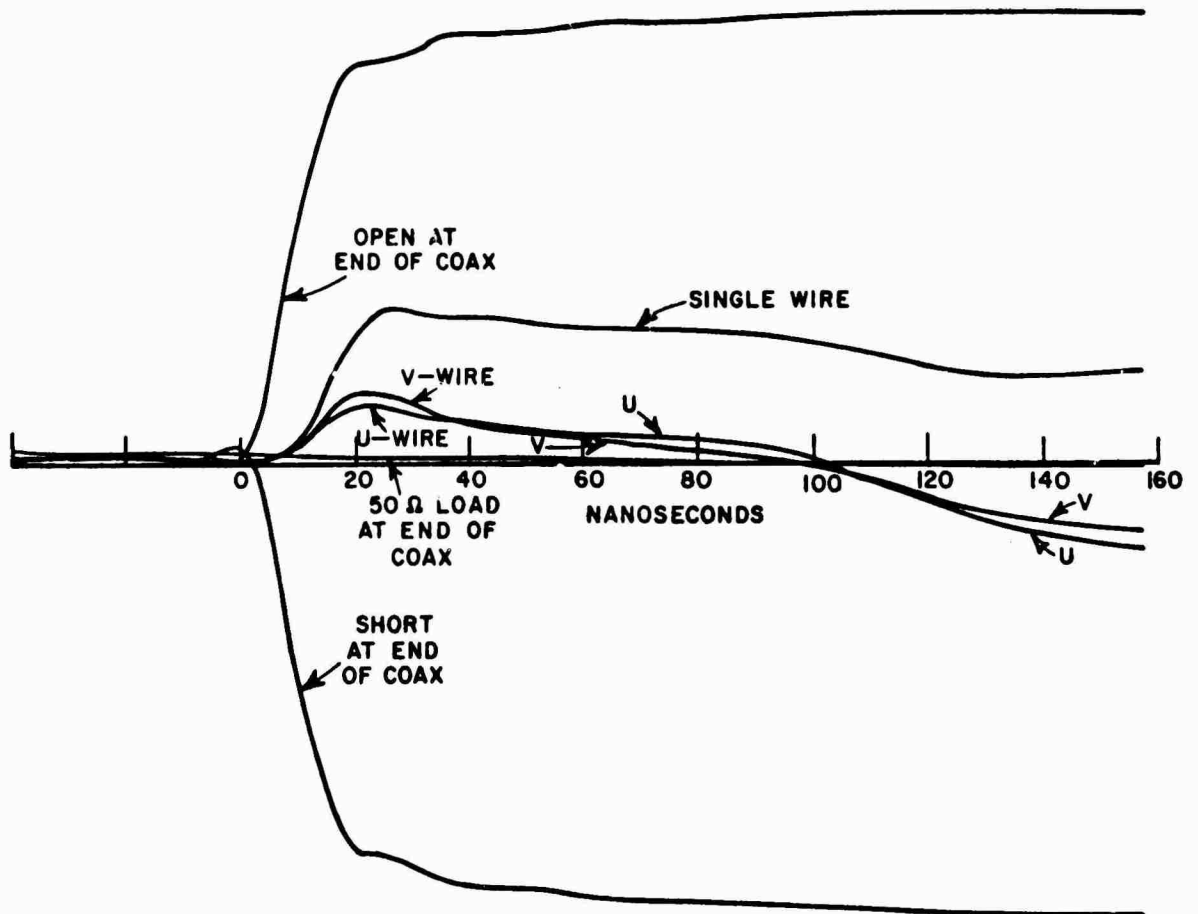 OPEN AT
END OF COAX
SINGLE WIRE
V-WIRE
U-WIRE
U
V
0 20 40 60 80 100 120 140 160
50 Ω LOAD
AT END OF
COAX
NANOSECONDS
V
U
SHORT
AT END
OF COAX